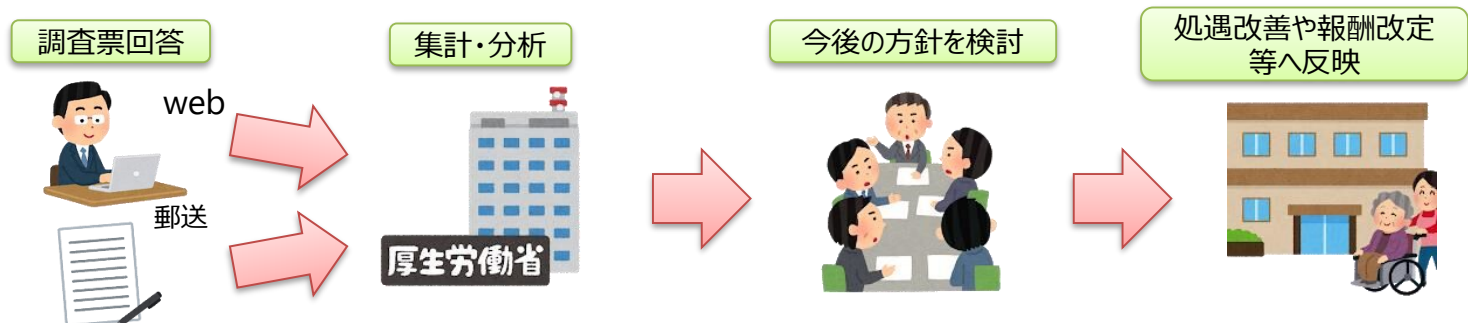 調査票回答
集計・分析
今後の方針を検討
処遇改善や報酬改定
等へ反映
web
郵送
厚生労働省